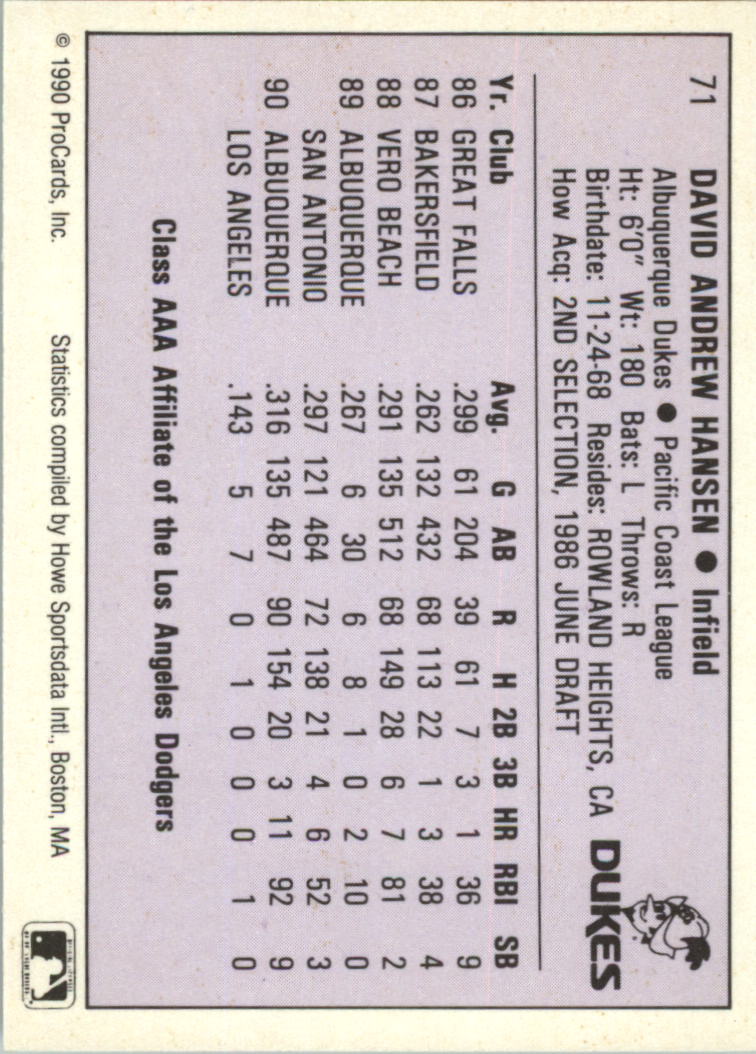 71 DAVID ANDREW HANSEN ● Infield
Albuquerque Dukes ● Pacific Coast League
Ht: 6'0" Wt: 180 Bats: L Throws: R
Birthdate: 11-24-68 Resides: ROWLAND HEIGHTS, CA
How Acq: 2ND SELECTION, 1986 JUNE DRAFT
DUKES
Yr. Club Avg. G AB R H 2B 3B HR RBI SB
86 GREAT FALLS .299 61 204 39 61 7 3 1 36 9
87 BAKERSFIELD .262 132 432 68 113 22 1 3 38 4
88 VERO BEACH .291 135 512 68 149 28 6 7 81 2
89 ALBUQUERQUE .267 6 30 6 8 1 0 2 10 0
SAN ANTONIO .297 121 464 72 138 21 4 6 52 3
90 ALBUQUERQUE .316 135 487 90 154 20 3 11 92 9
LOS ANGELES .143 5 7 0 1 0 0 0 1 0
Class AAA Affiliate of the Los Angeles Dodgers
© 1990 ProCards, Inc. Statistics compiled by Howe Sportsdata Intl., Boston, MA